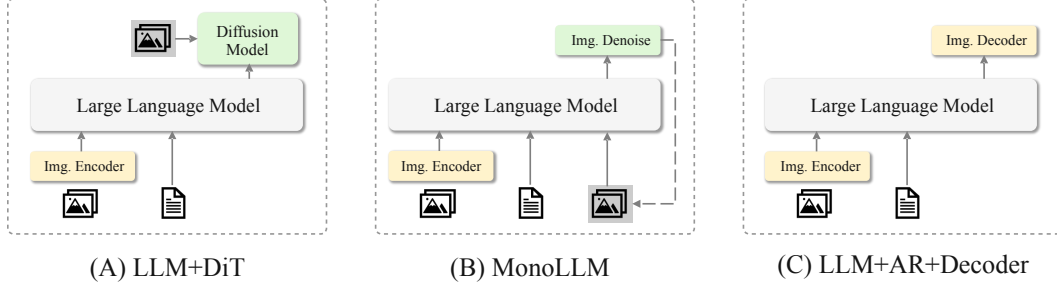 Diffusion
Model
Large Language Model
Img. Encoder
(A) LLM+DiT
Img. Denoise
Large Language Model
Img. Encoder
(B) MonoLLM
Img. Decoder
Large Language Model
Img. Encoder
(C) LLM+AR+Decoder